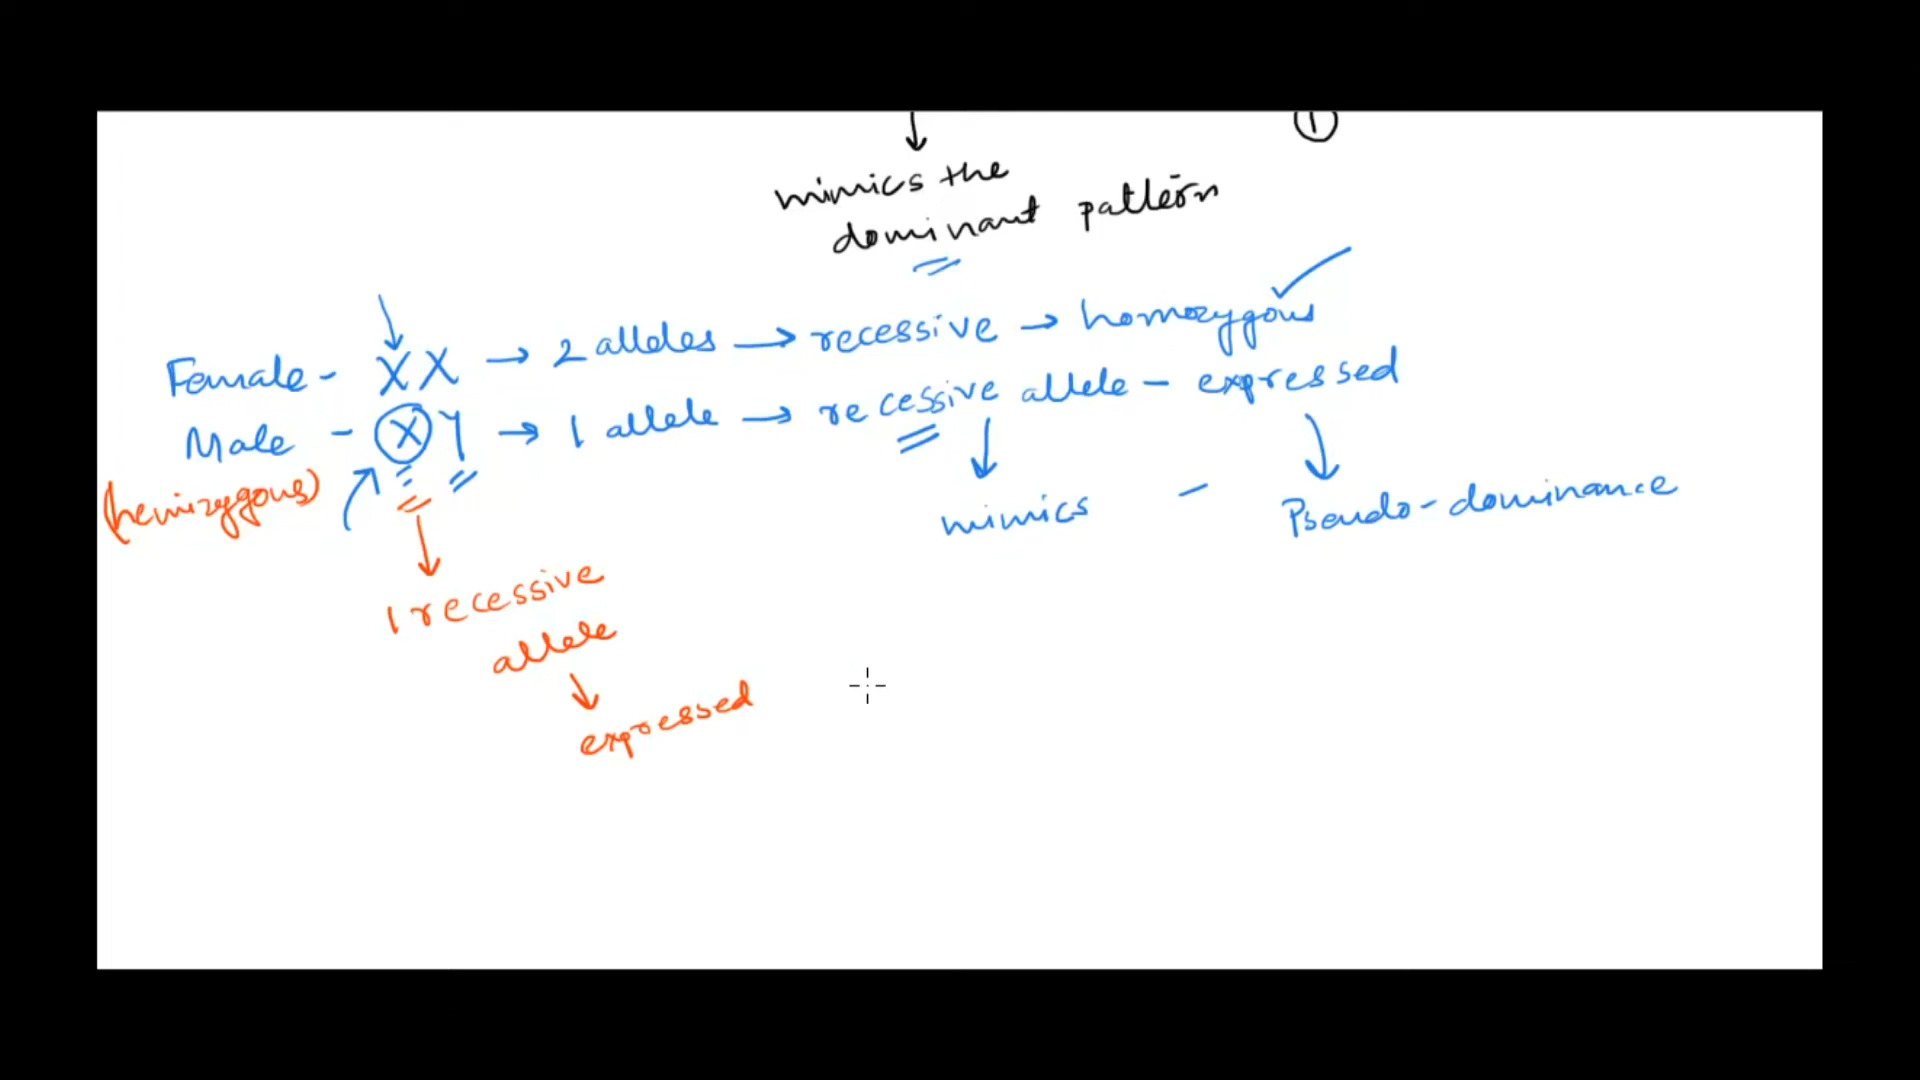 ①
mimics the
dominant pattern
Female - XX → 2 alleles → recessive → homozygous
Male - XY → 1 allele → recessive allele - expressed
(hemizygous)
mimics - Pseudo-dominance
1 recessive
allele
expressed